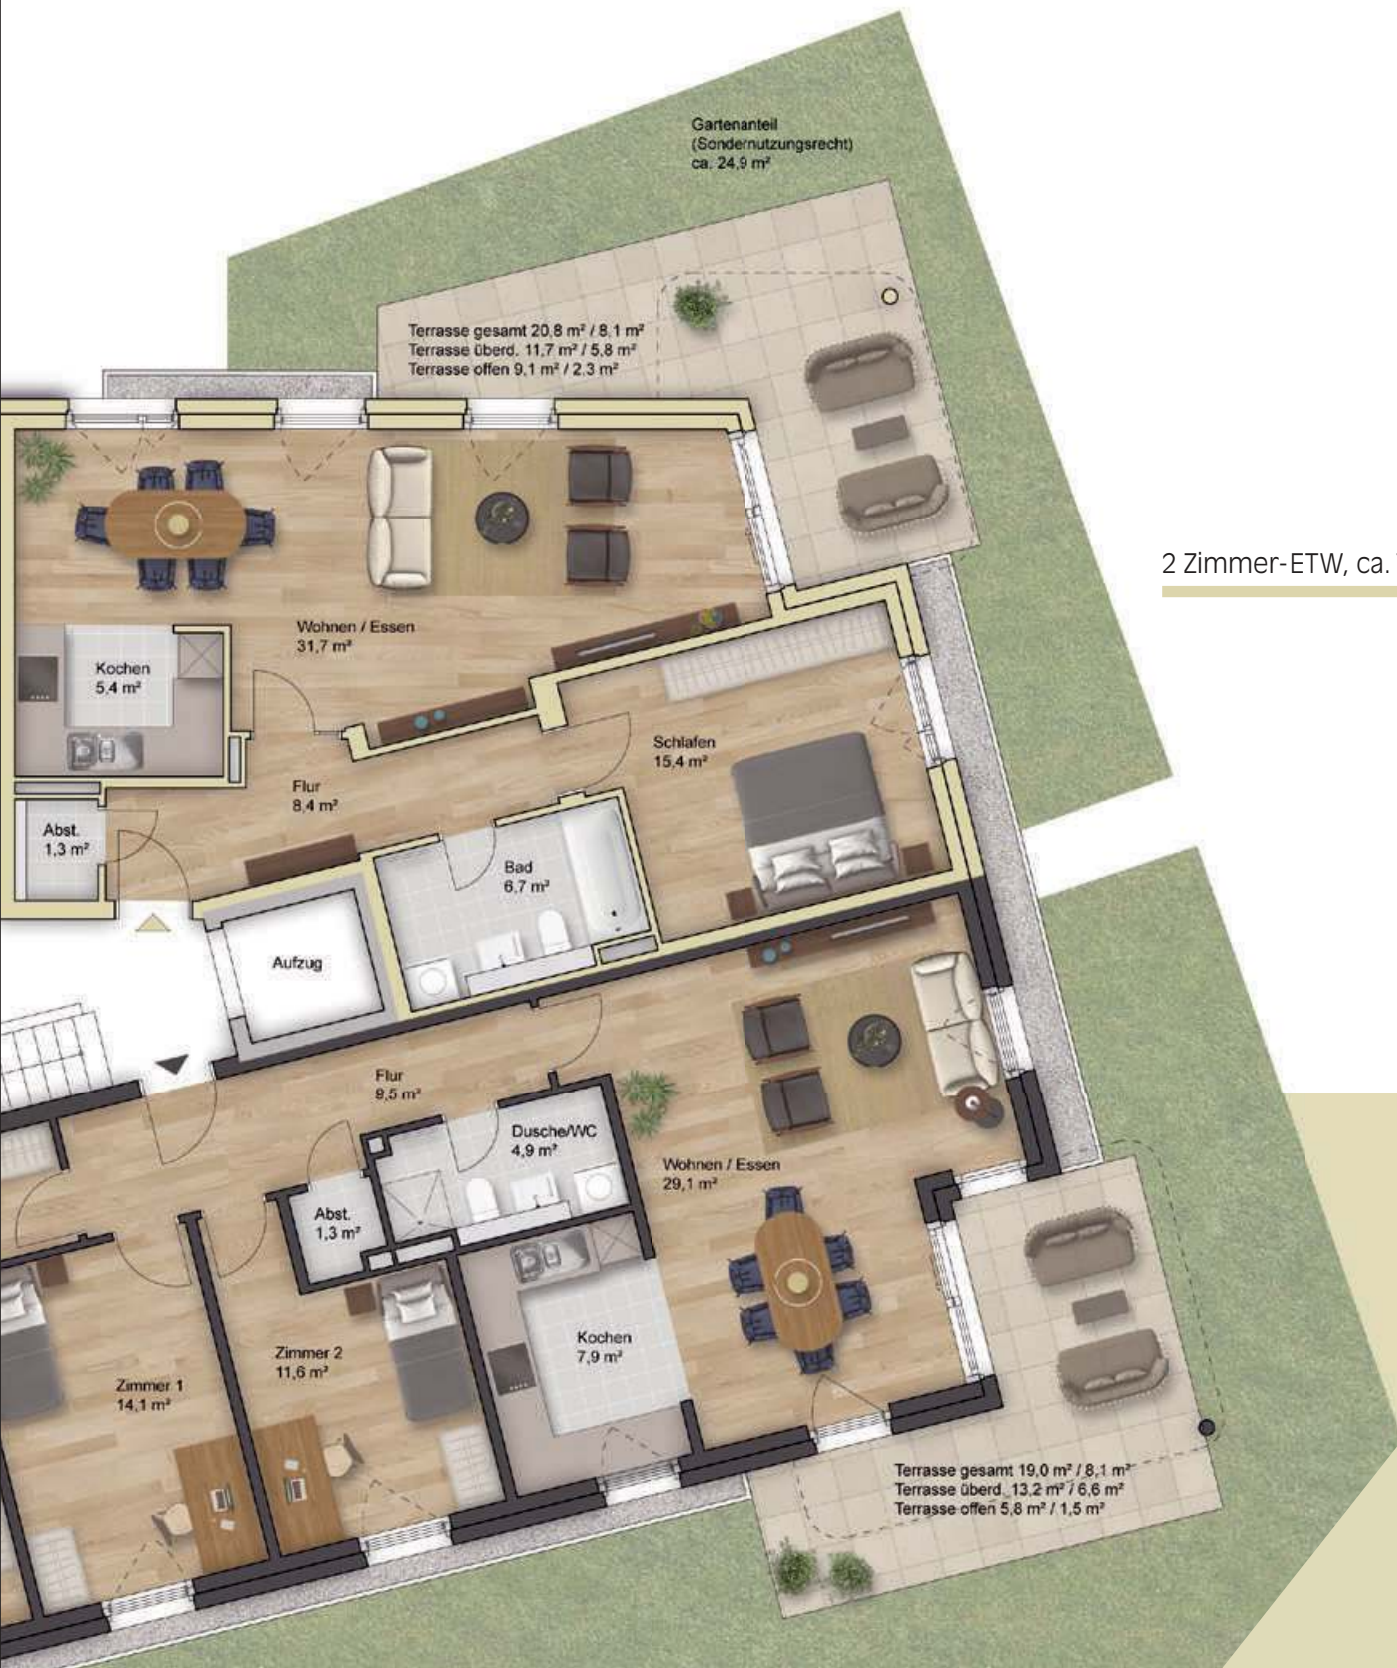 Gartenanteil
(Sondernutzungsrecht)
ca. 24,9 m²
Terrasse gesamt 20,8 m² / 8,1 m²
Terrasse überd. 11,7 m² / 5,8 m²
Terrasse offen 9,1 m² / 2,3 m²
2 Zimmer-ETW, ca.
Wohnen / Essen
31,7 m²
Kochen
5,4 m²
Schlafen
15,4 m²
Flur
8,4 m²
Abst.
1,3 m²
Bad
6,7 m²
Aufzug
Flur
8,5 m²
Dusche/WC
4,9 m²
Wohnen / Essen
29,1 m²
Abst.
1,3 m²
Kochen
7,9 m²
Zimmer 2
11,6 m²
Zimmer 1
14,1 m²
Terrasse gesamt 19,0 m² / 8,1 m²
Terrasse überd. 13,2 m² / 6,6 m²
Terrasse offen 5,8 m² / 1,5 m²